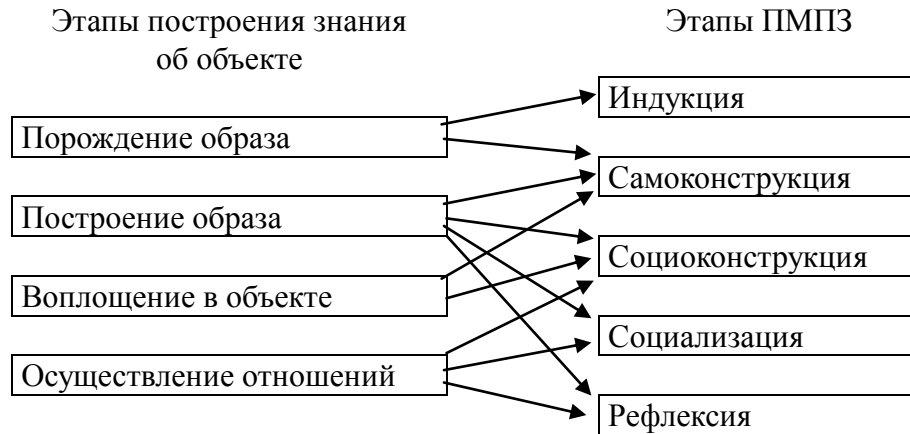 Этапы построения знания
об объекте
Порождение образа
Построение образа
Воплощение в объекте
Осуществление отношений
Этапы ПМПЗ
Индукция
Самоконструкция
Социоконструкция
Социализация
Рефлексия